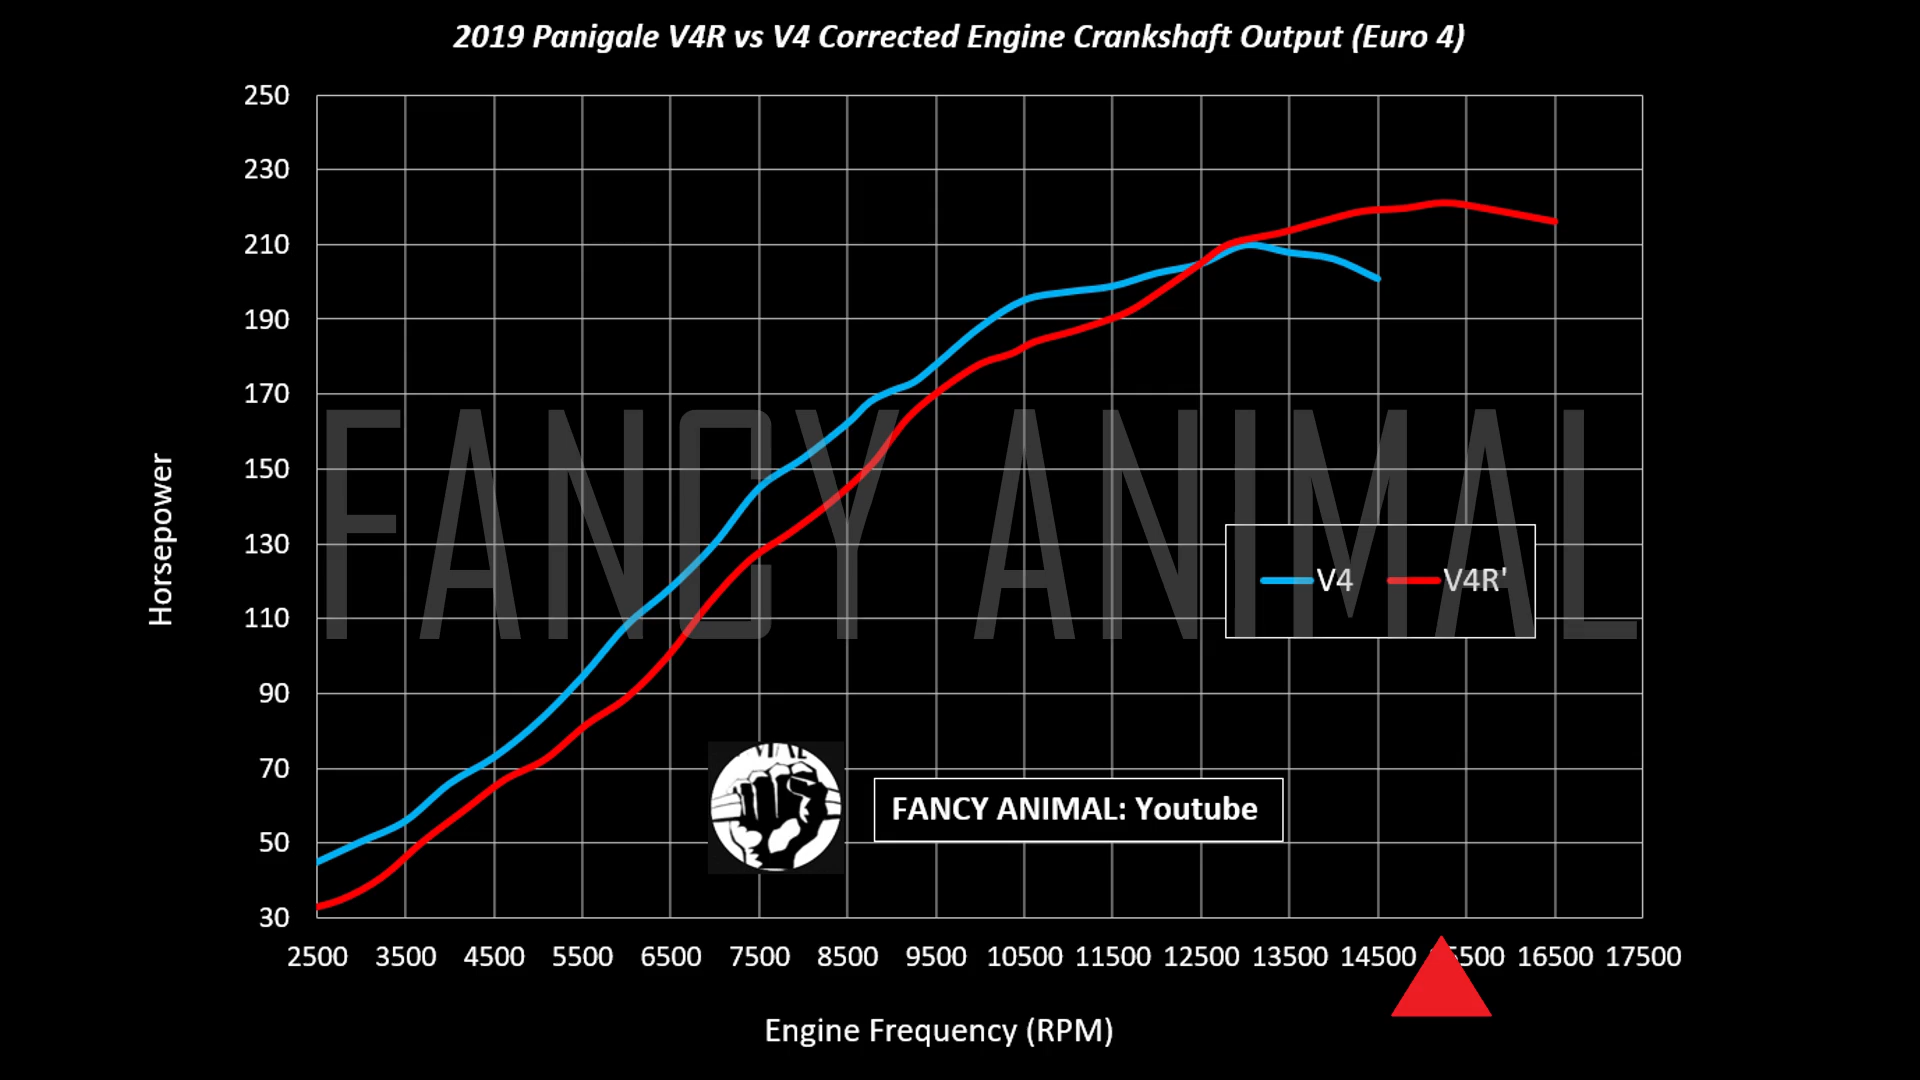 2019 Panigale V4R vs V4 Corrected Engine Crankshaft Output (Euro 4)
250
230
210
190
170
150
130
110
90
70
50
30
Horsepower
FANCY ANIMAL
V4 V4R'
FANCY ANIMAL: Youtube
2500 3500 4500 5500 6500 7500 8500 9500 10500 11500 12500 13500 14500 16500 17500
Engine Frequency (RPM)